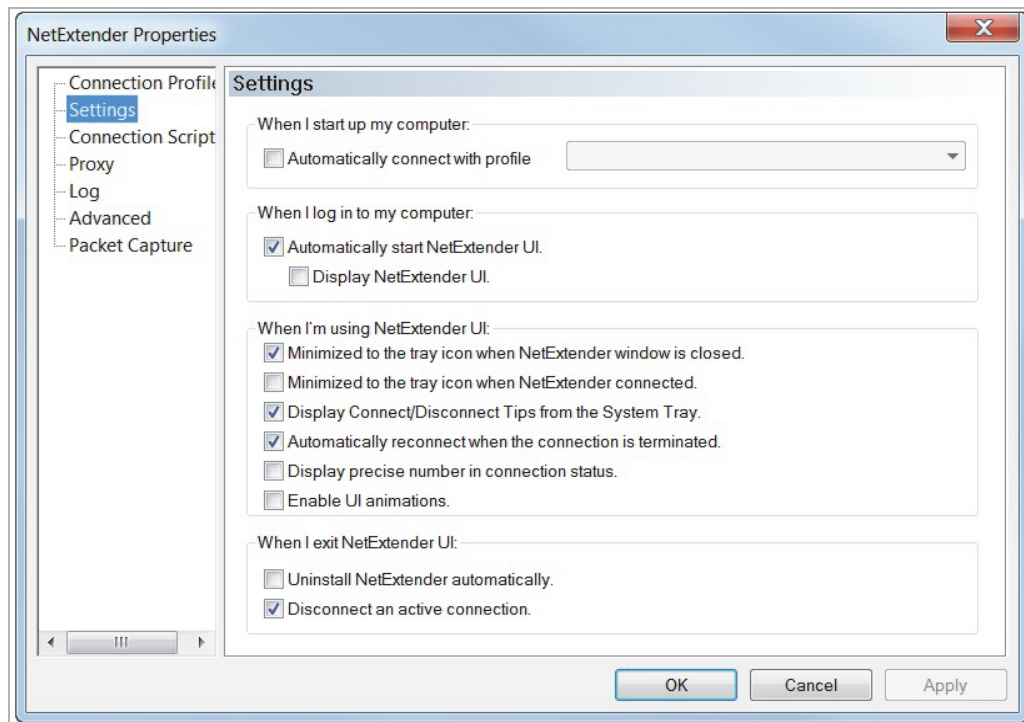 NetExtender Properties
Connection Profile
Settings
Connection Script
Proxy
Log
Advanced
Packet Capture
Settings
When I start up my computer:
Automatically connect with profile
When I log in to my computer:
Automatically start NetExtender UI.
Display NetExtender UI.
When I'm using NetExtender UI:
Minimized to the tray icon when NetExtender window is closed.
Minimized to the tray icon when NetExtender connected.
Display Connect/Disconnect Tips from the System Tray.
Automatically reconnect when the connection is terminated.
Display precise number in connection status.
Enable UI animations.
When I exit NetExtender UI:
Uninstall NetExtender automatically.
Disconnect an active connection.
OK Cancel Apply